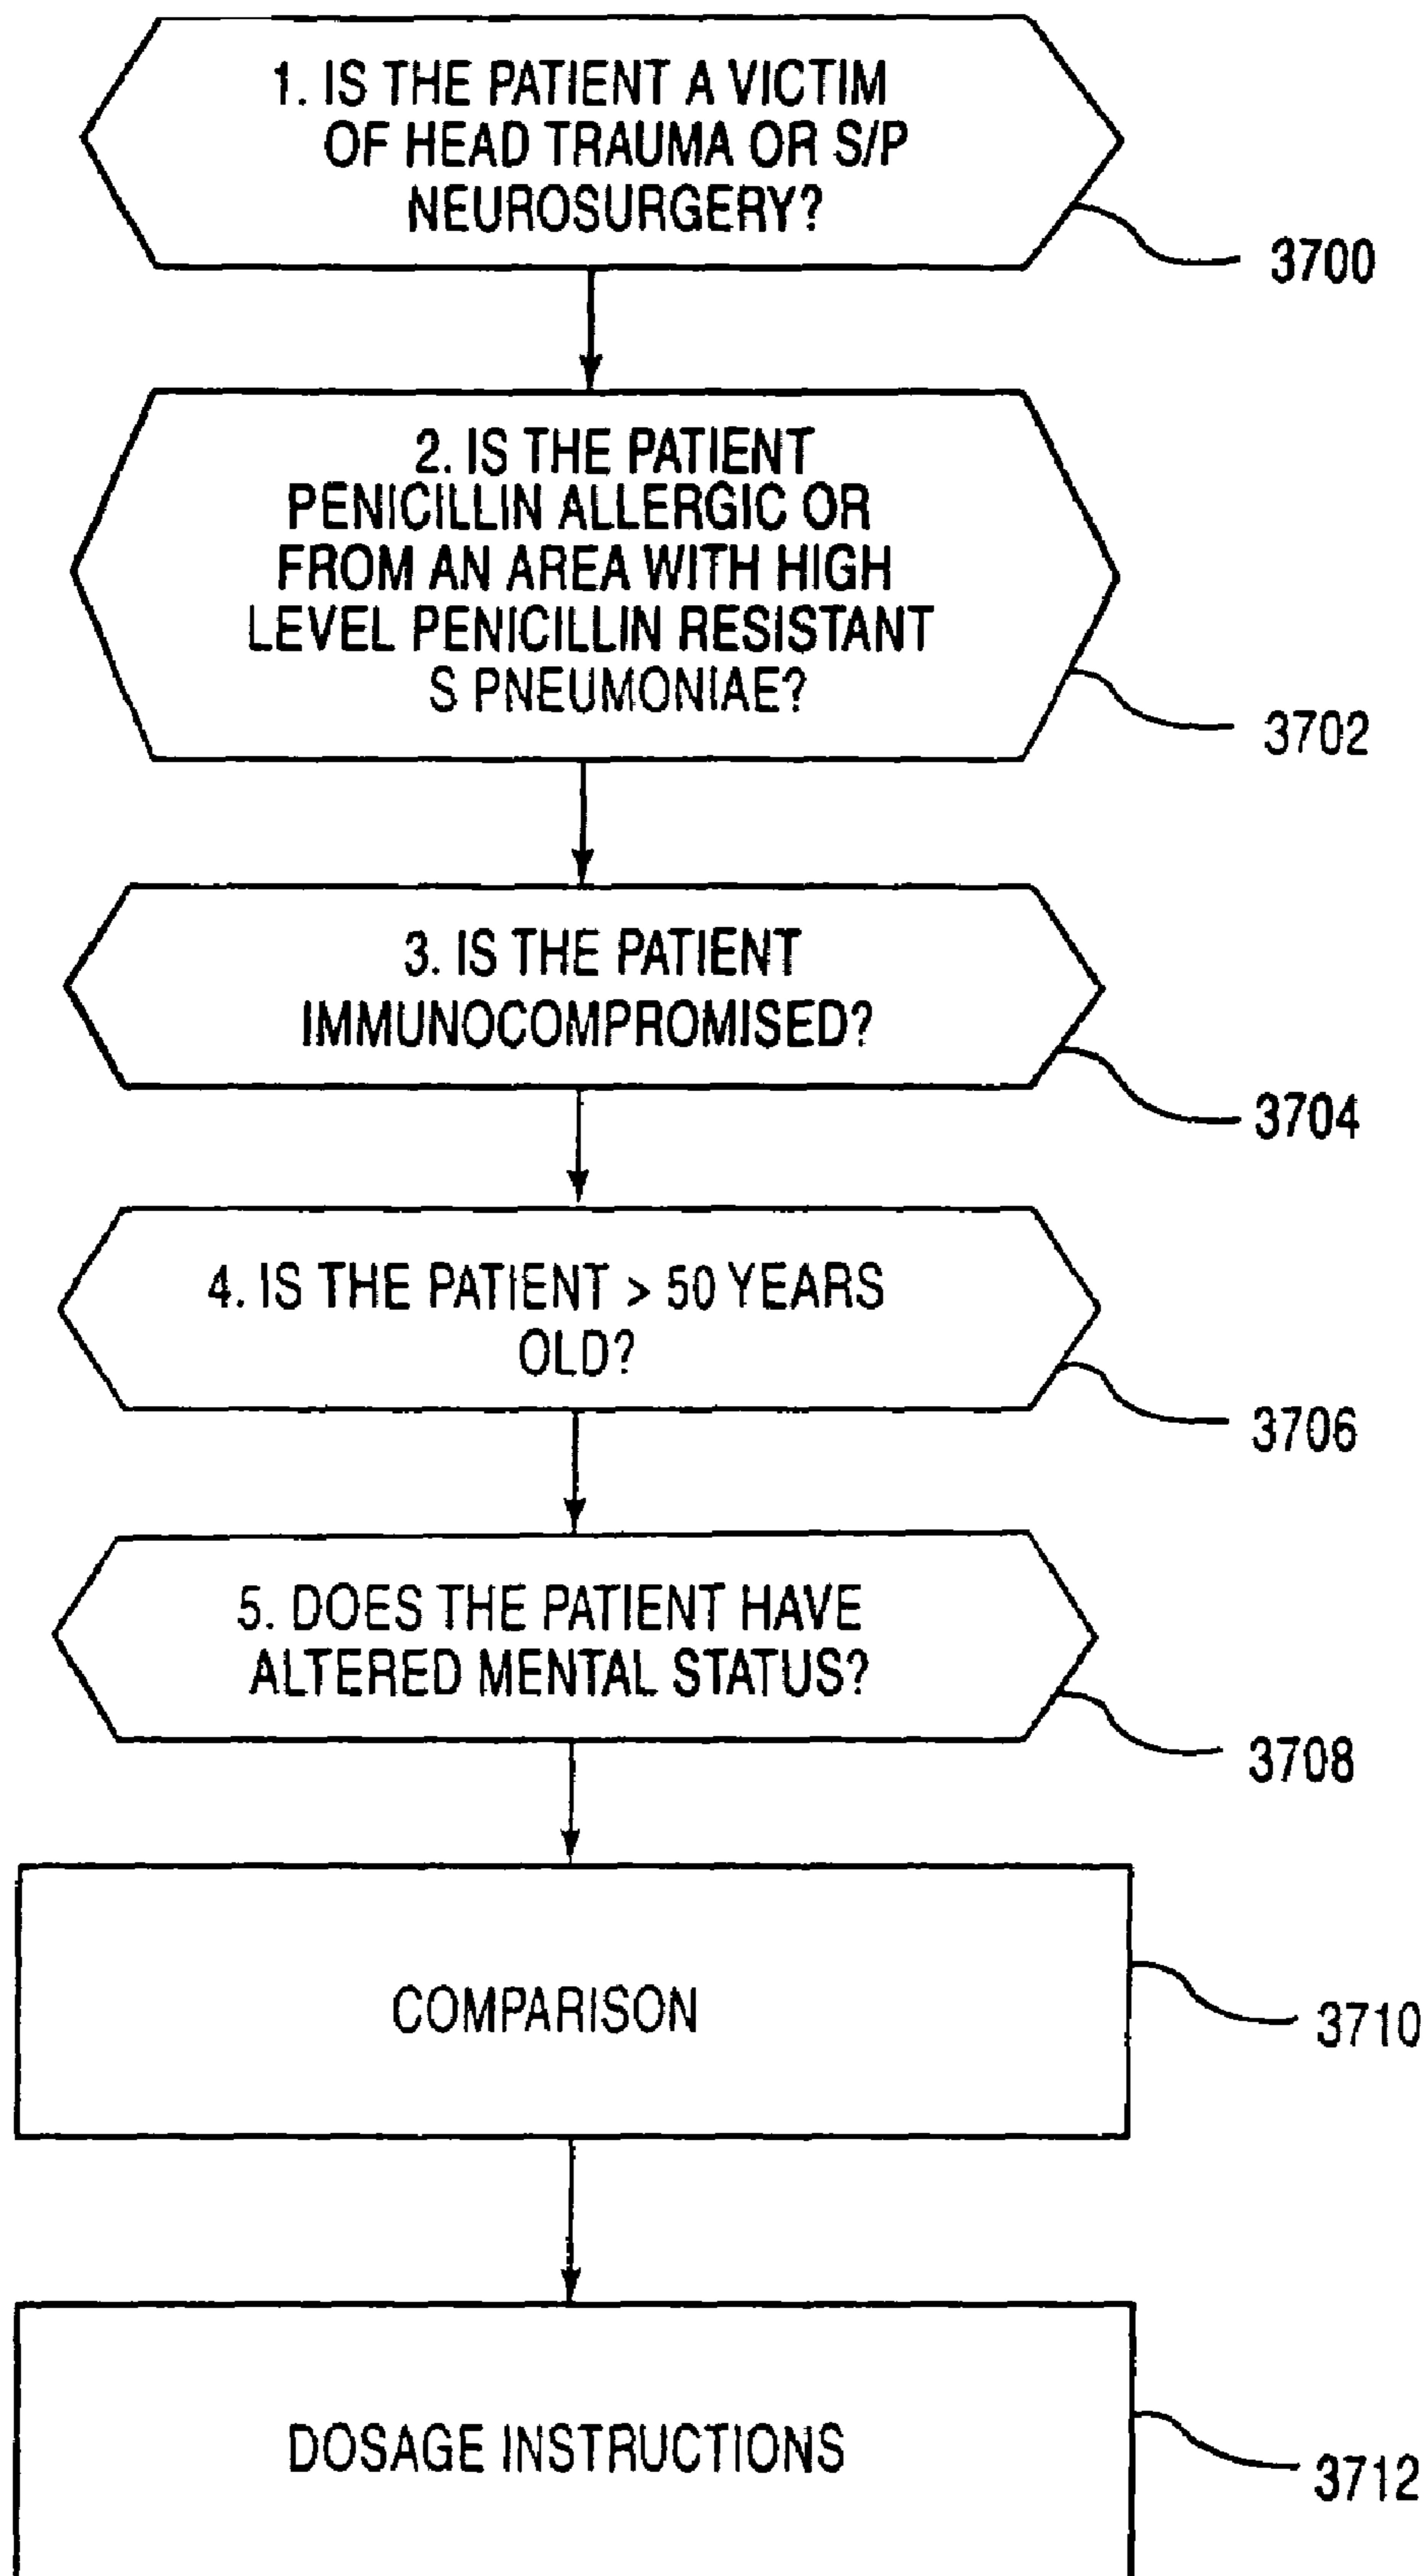 1. IS THE PATIENT A VICTIM
OF HEAD TRAUMA OR S/P
NEUROSURGERY?
3700
2. IS THE PATIENT
PENICILLIN ALLERGIC OR
FROM AN AREA WITH HIGH
LEVEL PENICILLIN RESISTANT
S PNEUMONIAE?
3702
3. IS THE PATIENT
IMMUNOCOMPROMISED?
3704
4. IS THE PATIENT > 50 YEARS
OLD?
3706
5. DOES THE PATIENT HAVE
ALTERED MENTAL STATUS?
3708
COMPARISON
3710
DOSAGE INSTRUCTIONS
3712